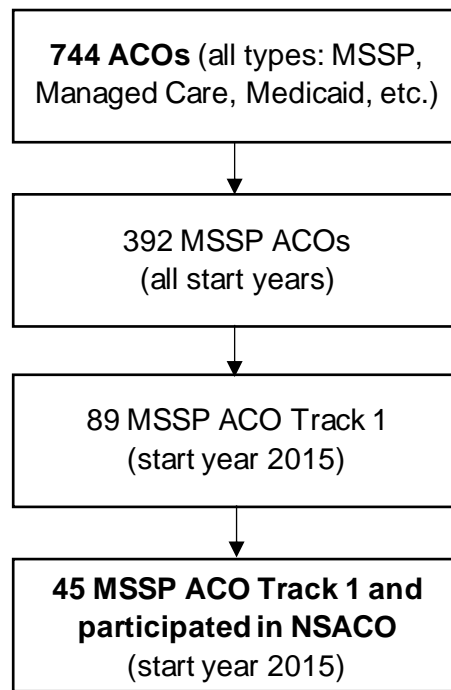 744 ACOs (all types: MSSP,
Managed Care, Medicaid, etc.)
392 MSSP ACOs
(all start years)
89 MSSP ACO Track 1
(start year 2015)
45 MSSP ACO Track 1 and
participated in NSACO
(start year 2015)